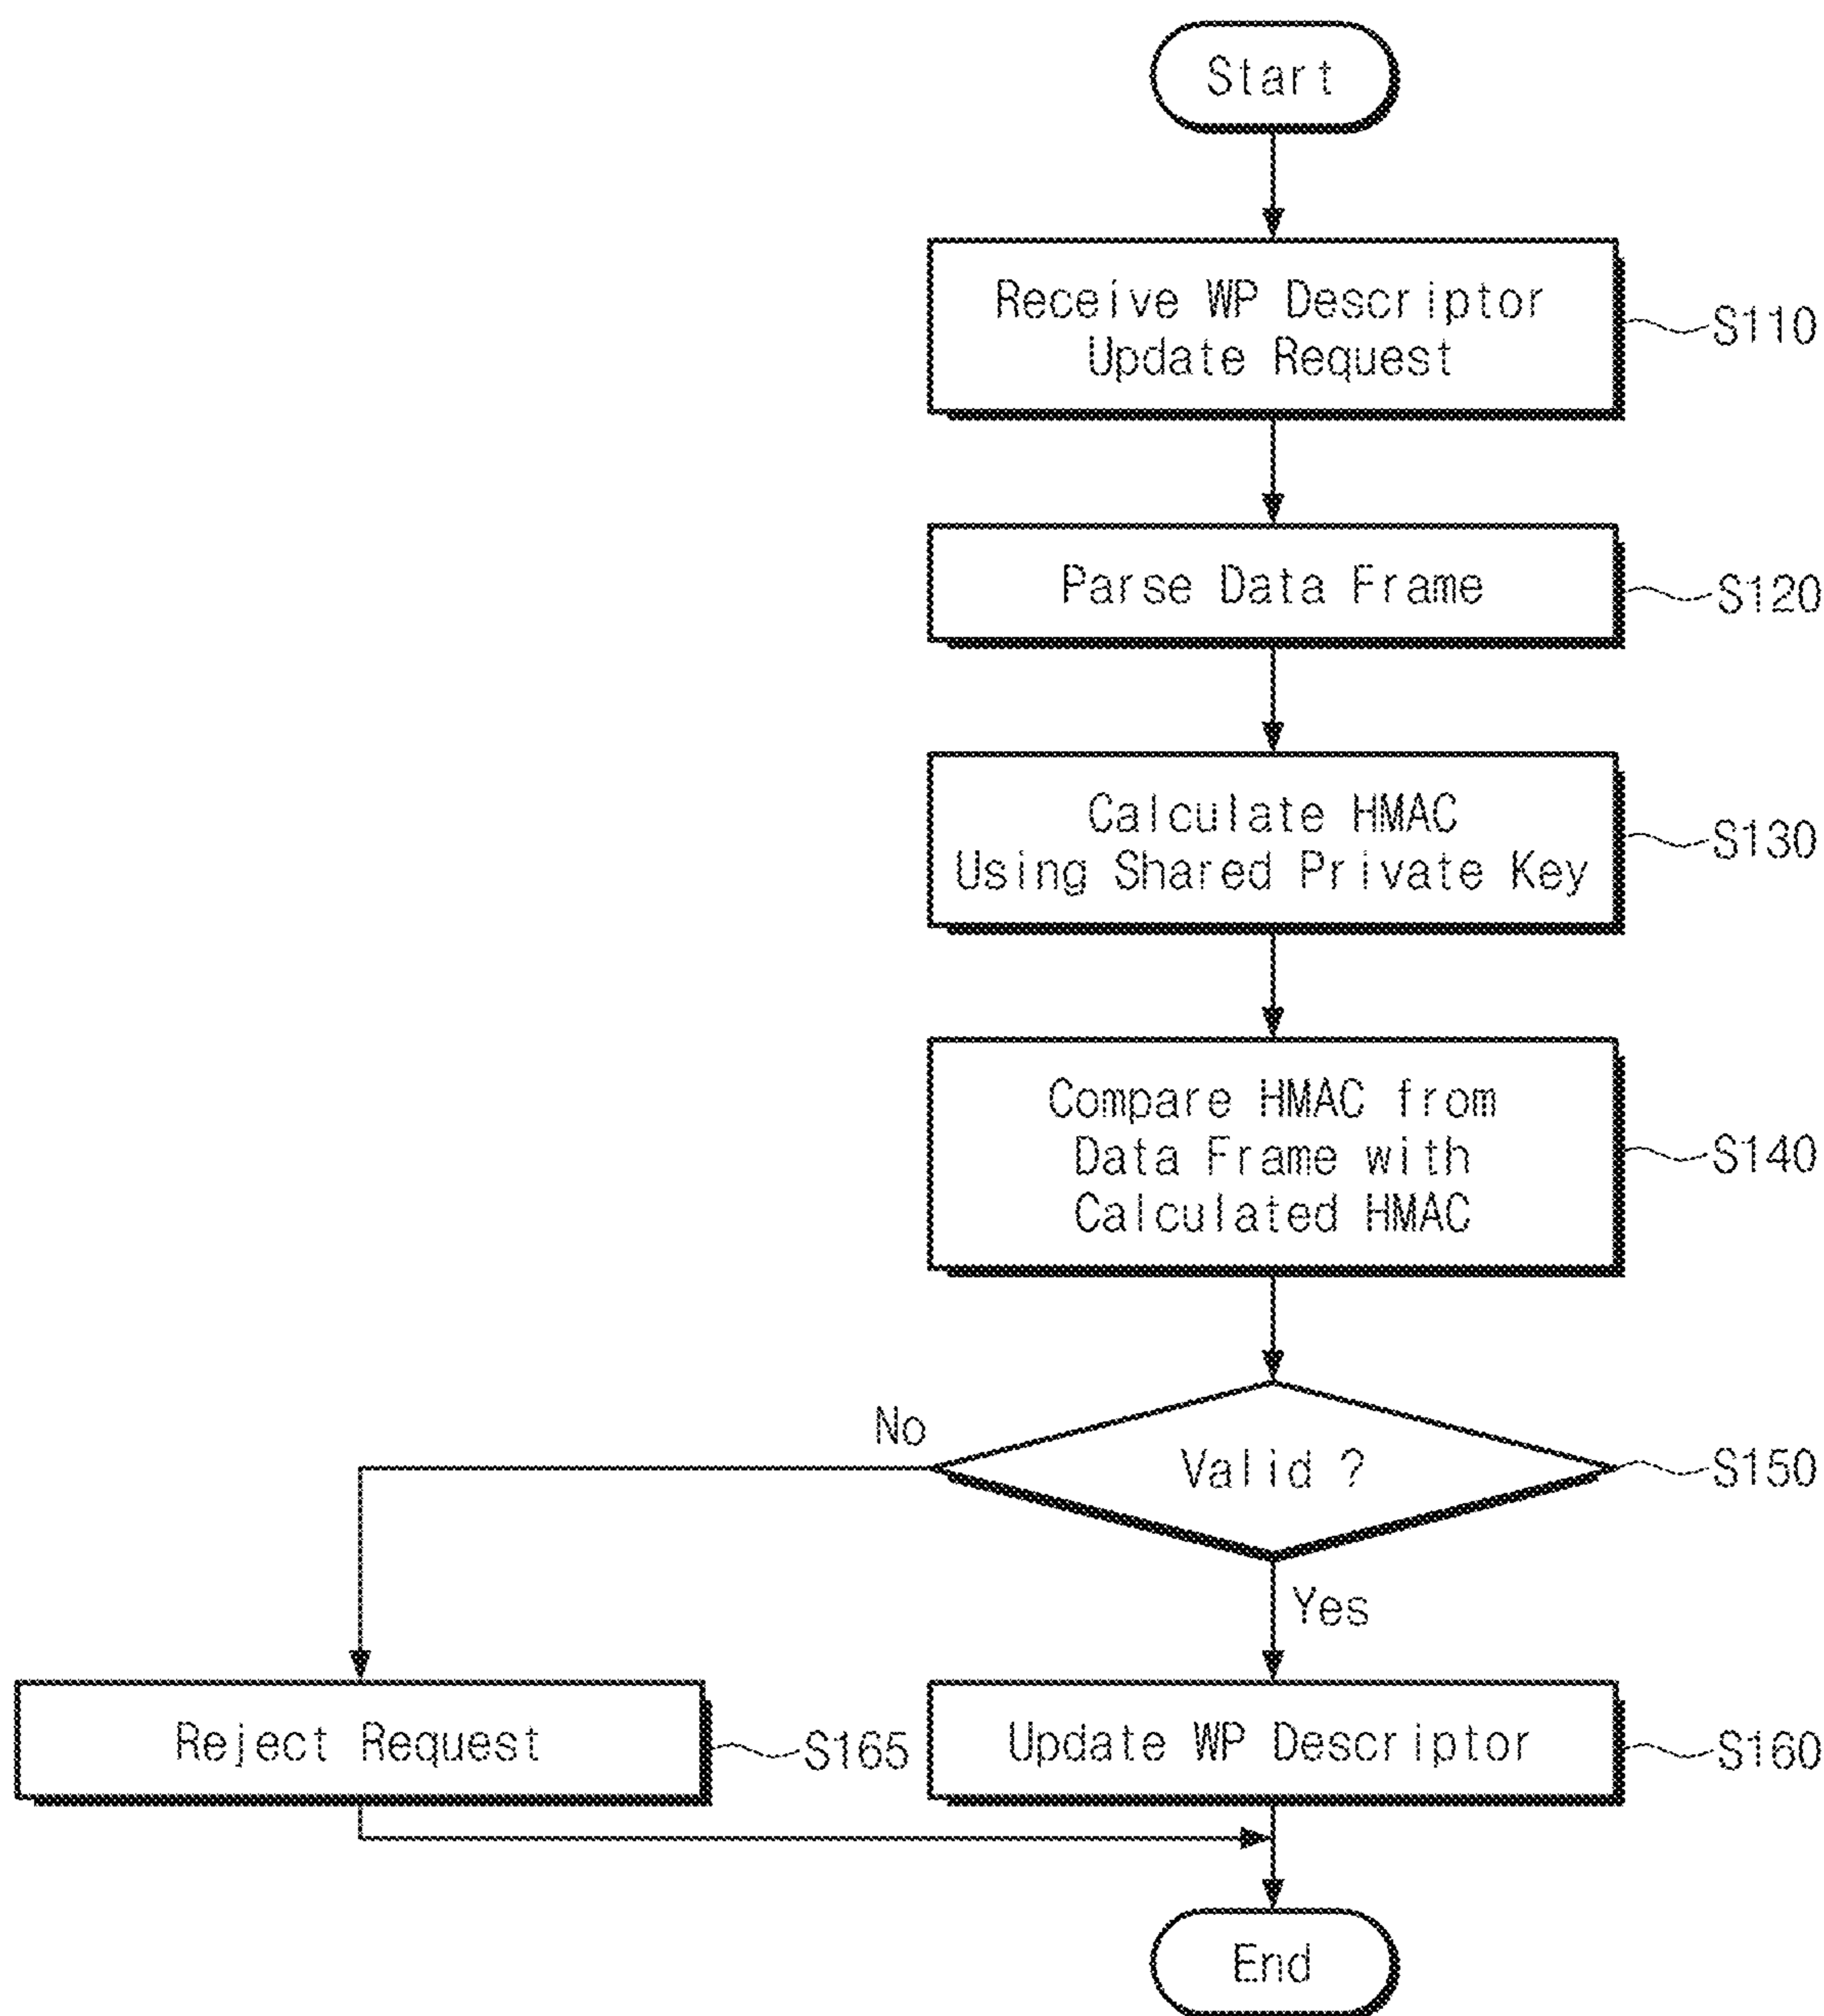 Start
Receive WP Descriptor
Update Request
S110
Parse Data Frame
S120
Calculate HMAC
Using Shared Private Key
S130
Compare HMAC from
Data Frame with
Calculated HMAC
S140
No
Valid ?
S150
Yes
Reject Request
S165
Update WP Descriptor
S160
End